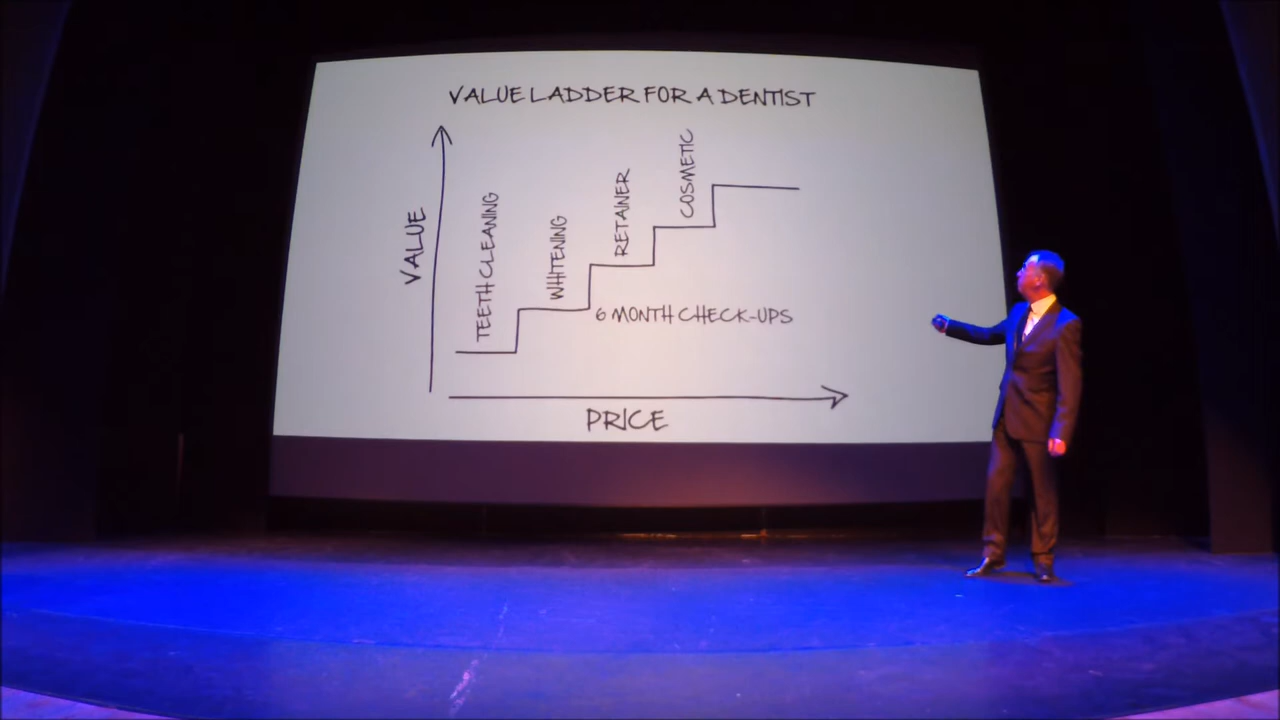 VALUE LADDER FOR A DENTIST
VALUE
TEETH CLEANING
WHITENING
RETAINER
COSMETIC
6 MONTH CHECK-UPS
PRICE